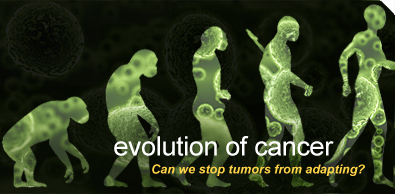 evolution of cancer
Can we stop tumors from adapting?